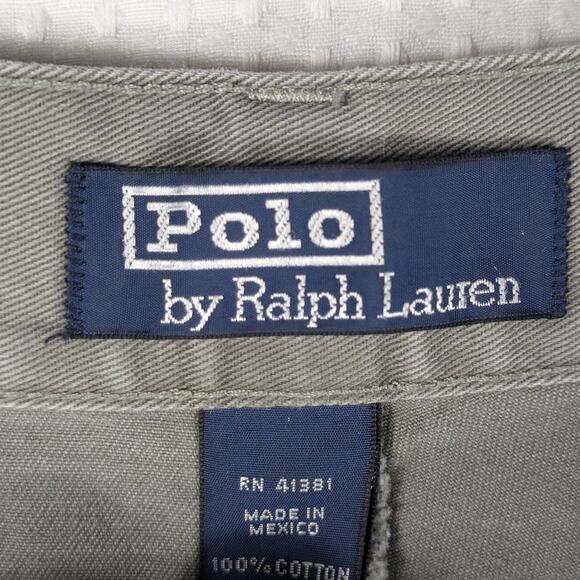 Polo
by Ralph Lauren
RN 41381
MADE IN
MEXICO
100% COTTON